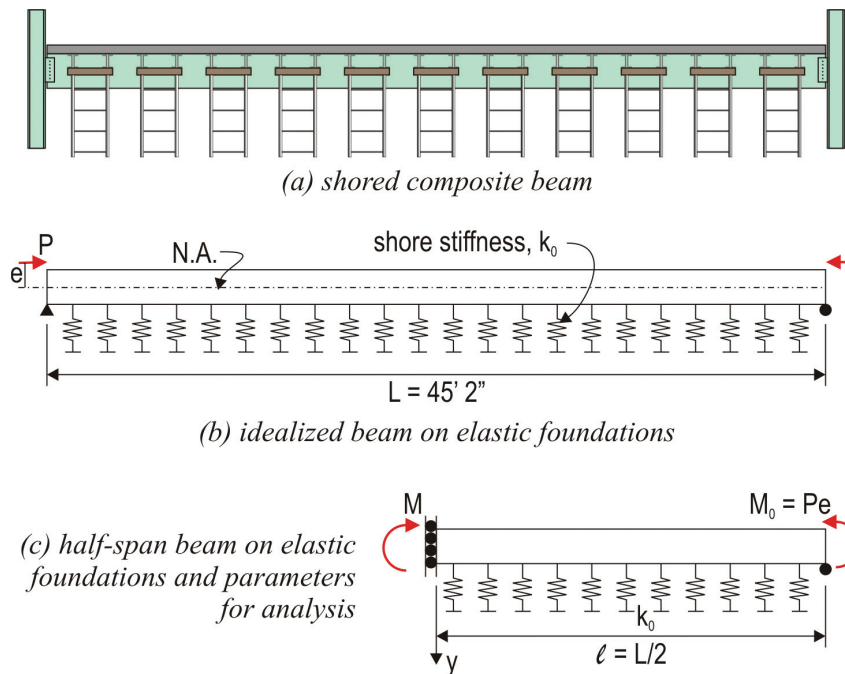 (a) shored composite beam
P
N.A.
shore stiffness, k₀
e
L = 45' 2”
(b) idealized beam on elastic foundations
M
M₀ = Pe
(c) half-span beam on elastic
foundations and parameters
for analysis
k₀
ℓ = L/2
y